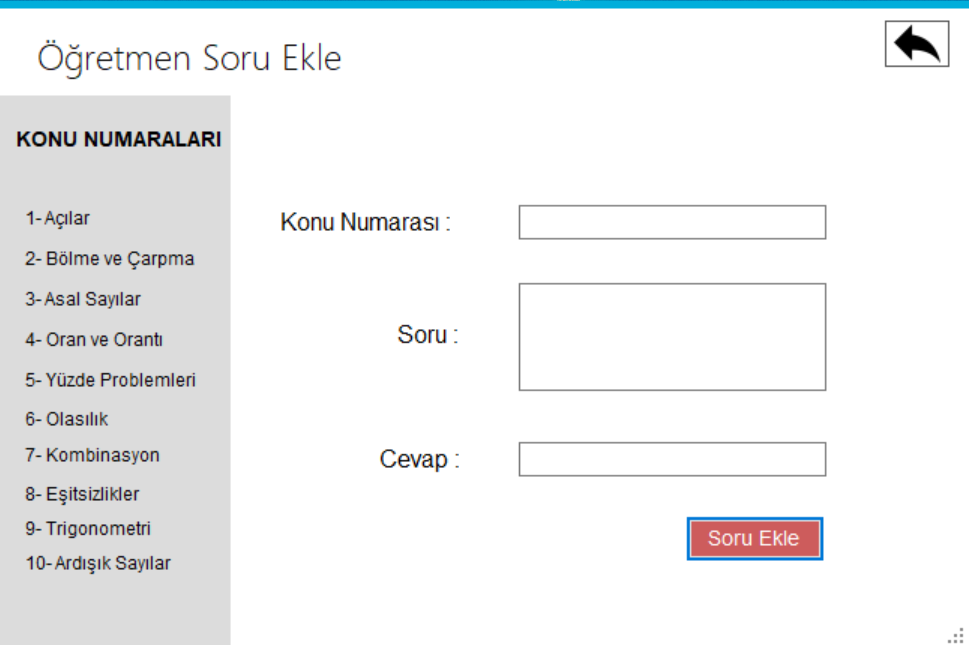 Öğretmen Soru Ekle
KONU NUMARALARI
1- Açılar
2- Bölme ve Çarpma
3- Asal Sayılar
4- Oran ve Orantı
5- Yüzde Problemleri
6- Olasılık
7- Kombinasyon
8- Eşitsizlikler
9- Trigonometri
10- Ardışık Sayılar
Konu Numarası :
Soru :
Cevap :
Soru Ekle